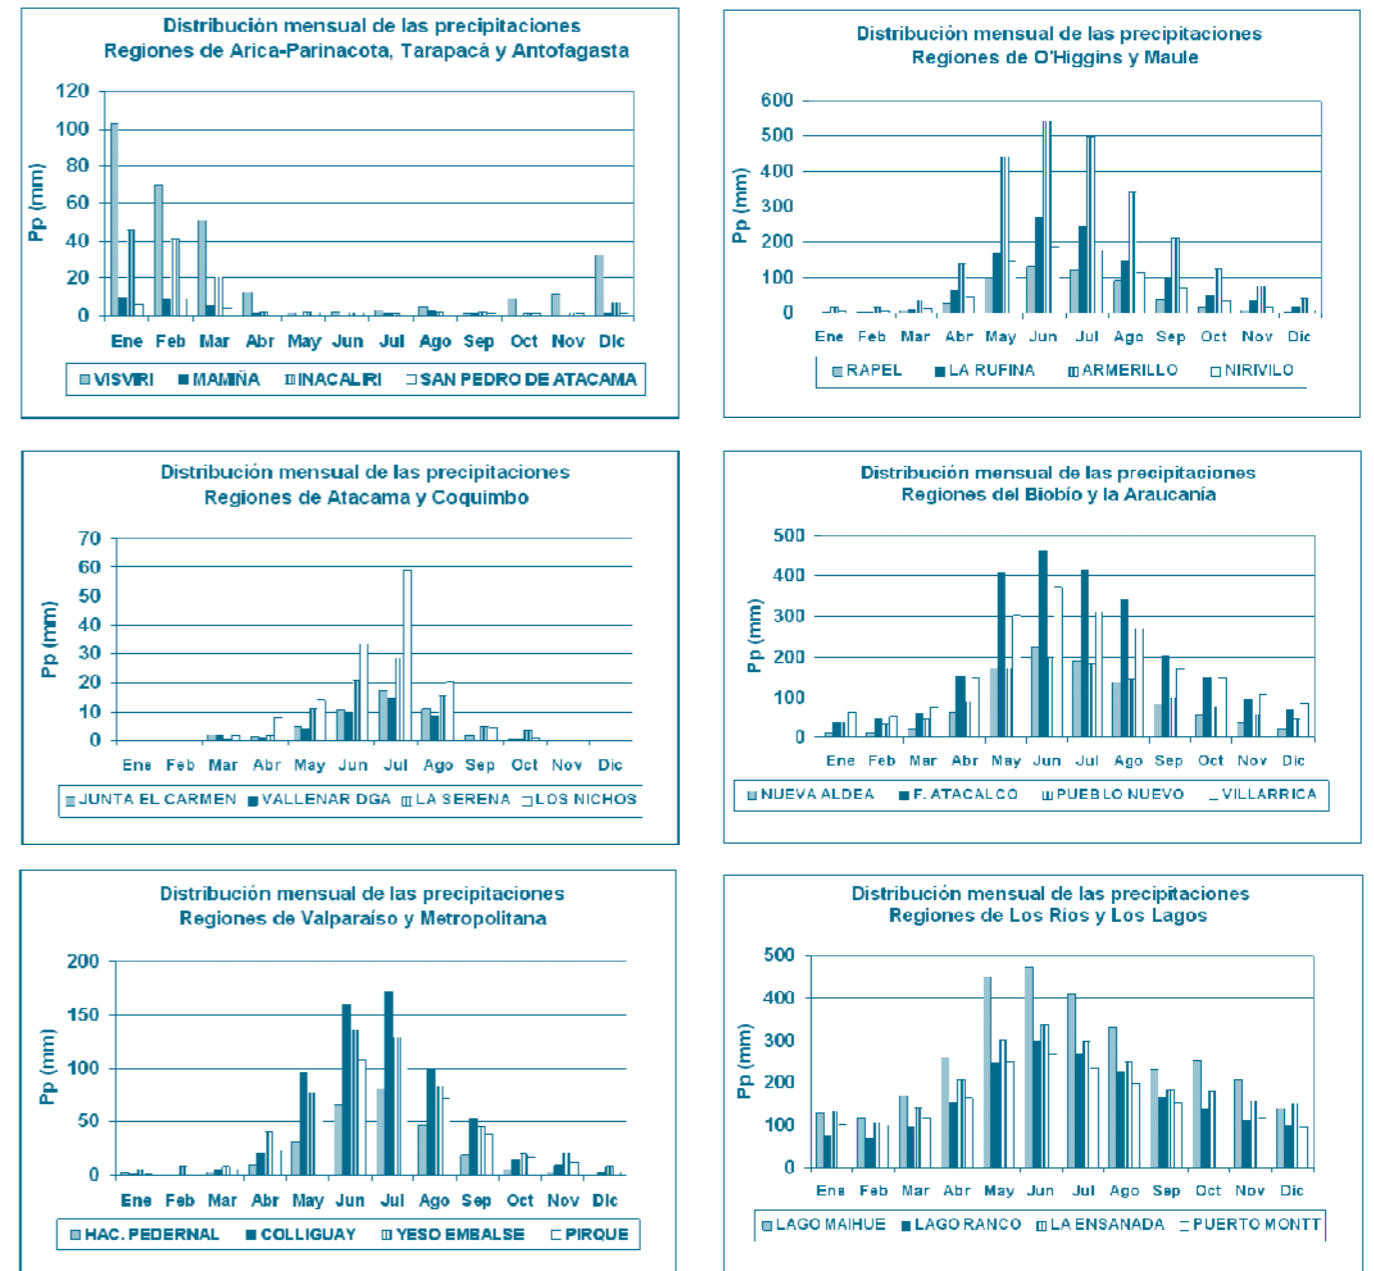 Distribución mensual de las precipitaciones
Regiones de Arica-Parinacota, Tarapacá y Antofagasta
Pp (mm)
120
100
80
60
40
20
0
Ene Feb Mar Abr May Jun Jul Ago Sep Oct Nov Dic
VISVIRI MAMIÑA INACALIRI SAN PEDRO DE ATACAMA
Distribución mensual de las precipitaciones
Regiones de O'Higgins y Maule
Pp (mm)
600
500
400
300
200
100
0
Ene Feb Mar Abr May Jun Jul Ago Sep Oct Nov Dic
RAPEL LA RUFINA ARMERILLO NIRIVILO
Distribución mensual de las precipitaciones
Regiones de Atacama y Coquimbo
Pp (mm)
70
60
50
40
30
20
10
0
Ene Feb Mar Abr May Jun Jul Ago Sep Oct Nov Dic
JUNTA EL CARMEN VALLENAR DGA LA SERENA LOS NICHOS
Distribución mensual de las precipitaciones
Regiones del Biobío y la Araucanía
Pp (mm)
500
400
300
200
100
0
Ene Feb Mar Abr May Jun Jul Ago Sep Oct Nov Dic
NUEVA ALDEA F. ATACALCO PUEBLO NUEVO VILLARRICA
Distribución mensual de las precipitaciones
Regiones de Valparaíso y Metropolitana
Pp (mm)
200
150
100
50
0
Ene Feb Mar Abr May Jun Jul Ago Sep Oct Nov Dic
HAC. PEDERNAL COLLIGUAY YESO EMBALSE PIRQUE
Distribución mensual de las precipitaciones
Regiones de Los Ríos y Los Lagos
Pp (mm)
500
400
300
200
100
0
Ene Feb Mar Abr May Jun Jul Ago Sep Oct Nov Dic
LAGO MAIHUE LAGO RANCO LA ENSANADA PUERTO MONTT